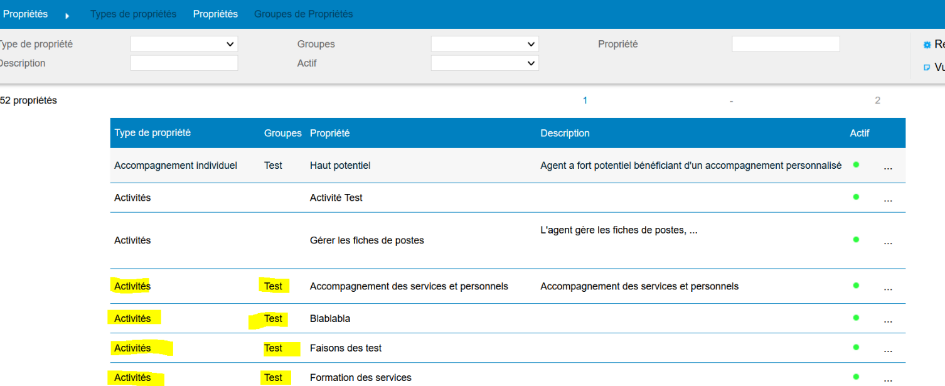 Propriétés Types de propriétés Propriétés Groupes de Propriétés
Type de propriété Groupes Propriété
Description Actif
52 propriétés 1 - 2
Type de propriété Groupes Propriété Description Actif
Accompagnement individuel Test Haut potentiel Agent a fort potentiel bénéficiant d'un accompagnement personnalisé ...
Activités Activité Test ...
Activités Gérer les fiches de postes L'agent gère les fiches de postes, ... ...
Activités Test Accompagnement des services et personnels Accompagnement des services et personnels ...
Activités Test Blablabla ...
Activités Test Faisons des test ...
Activités Test Formation des services ...